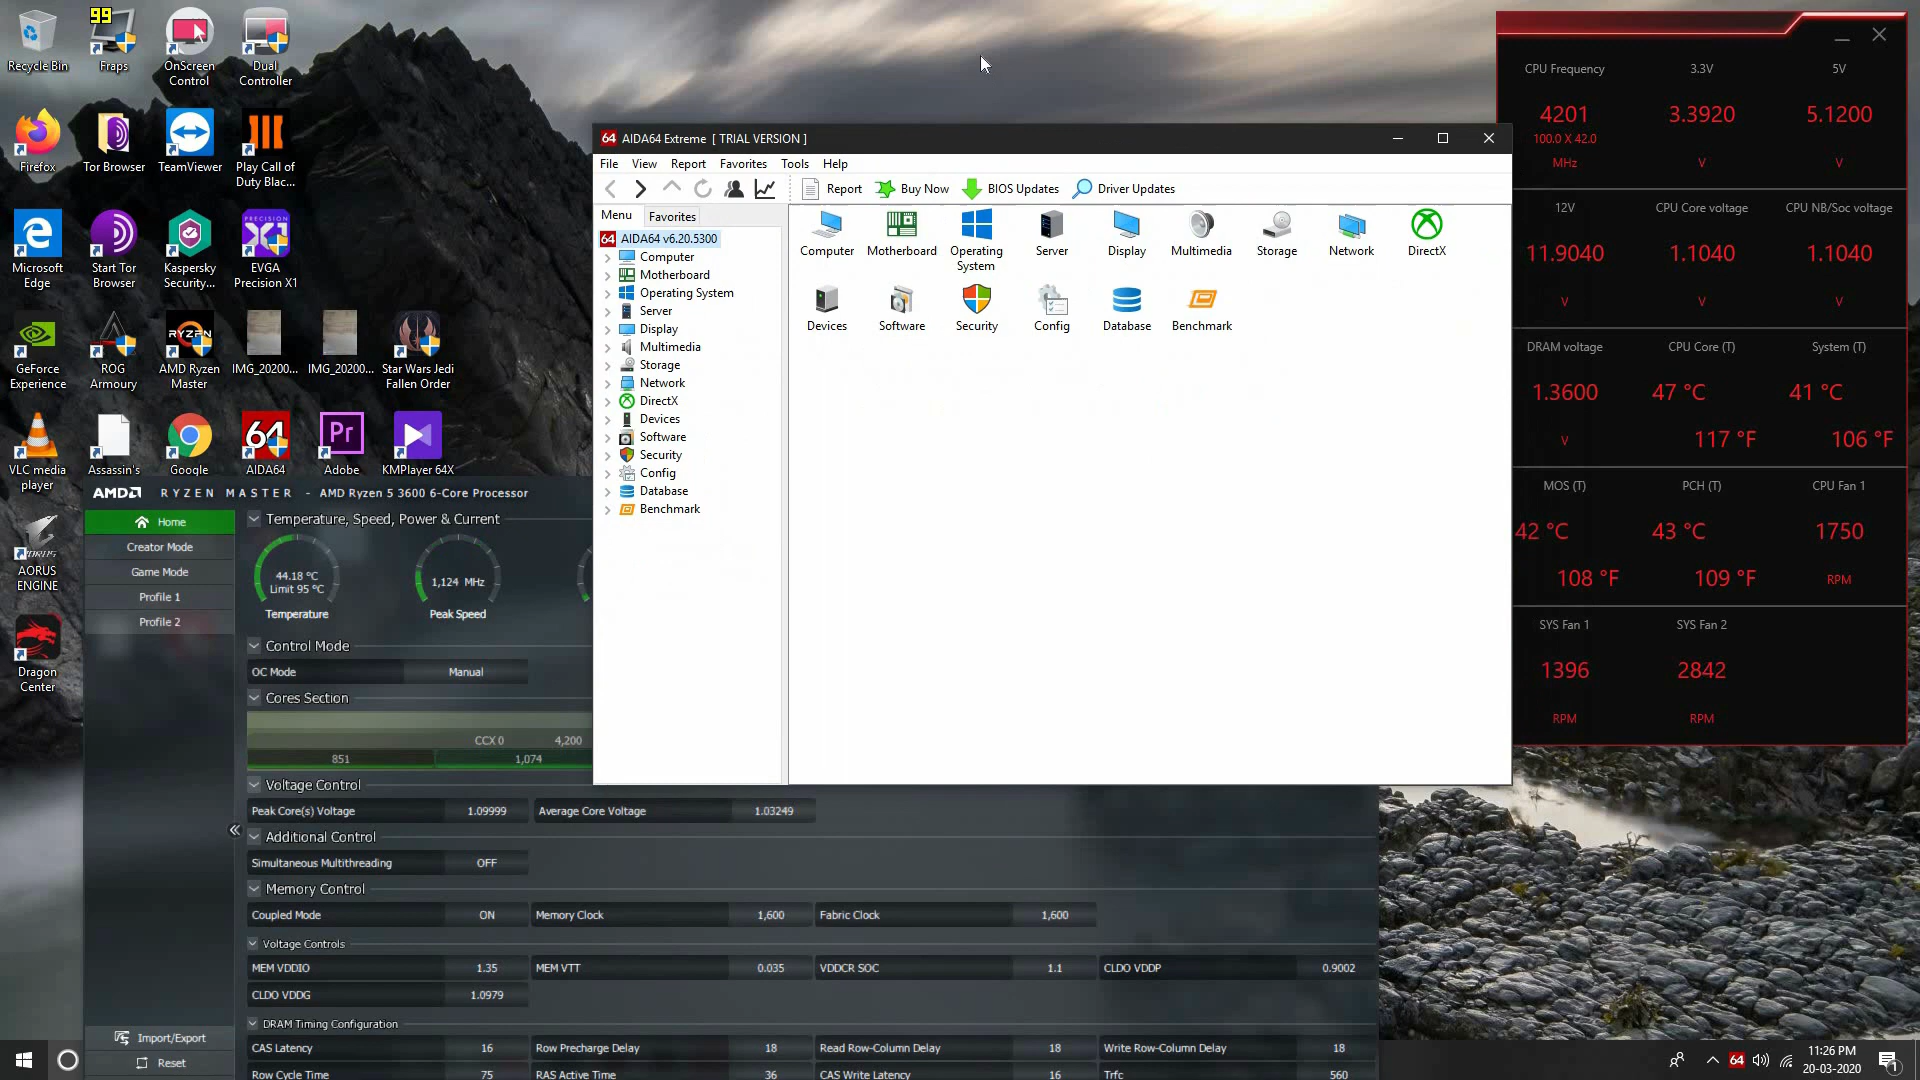 99
Recycle Bin
Fraps
OnScreen Control
Dual Controller
Firefox
Tor Browser
TeamViewer
Play Call of Duty Blac...
Microsoft Edge
Start Tor Browser
Kaspersky Security...
PRECISION
EVGA Precision X1
GeForce Experience
ROG Armoury
RYZEN
AMD Ryzen Master
IMG_20200...
IMG_20200...
Star Wars Jedi Fallen Order
VLC media player
Assassin's
Google
64
AIDA64
Pr
Adobe
KMPlayer 64X
AORUS
AORUS ENGINE
Dragon Center
AMD RYZEN MASTER - AMD Ryzen 5 3600 6-Core Processor
Home
Creator Mode
Game Mode
Profile 1
Profile 2
Import/Export
Reset
Temperature, Speed, Power & Current
44.18 °C
Limit 95 °C
Temperature
1,124 MHz
Peak Speed
Control Mode
OC Mode Manual
Cores Section
CCX 0 4,200
851 1,074
Voltage Control
Peak Core(s) Voltage 1.09999 Average Core Voltage 1.03249
Additional Control
Simultaneous Multithreading OFF
Memory Control
Coupled Mode ON Memory Clock 1,600 Fabric Clock 1,600
Voltage Controls
MEM VDDIO 1.35 MEM VTT 0.035 VDDCR SOC 1.1 CLDO VDDP 0.9002
CLDO VDDG 1.0979
DRAM Timing Configuration
CAS Latency 16 Row Precharge Delay 18 Read Row-Column Delay 18 Write Row-Column Delay 18
Row Cycle Time 75 RAS Active Time 36 CAS Write Latency 16 Trfc 560
64 AIDA64 Extreme [ TRIAL VERSION ]
File View Report Favorites Tools Help
Report Buy Now BIOS Updates Driver Updates
Menu Favorites
64 AIDA64 v6.20.5300
Computer
Motherboard
Operating System
Server
Display
Multimedia
Storage
Network
DirectX
Devices
Software
Security
Config
Database
Benchmark
Computer Motherboard Operating System Server Display Multimedia Storage Network DirectX
Devices Software Security Config Database Benchmark
CPU Frequency 3.3V 5V
4201 3.3920 5.1200
100.0 X 42.0
MHz V V
12V CPU Core voltage CPU NB/Soc voltage
11.9040 1.1040 1.1040
V V V
DRAM voltage CPU Core (T) System (T)
1.3600 47 °C 41 °C
V 117 °F 106 °F
MOS (T) PCH (T) CPU Fan 1
42 °C 43 °C 1750
108 °F 109 °F RPM
SYS Fan 1 SYS Fan 2
1396 2842
RPM RPM
64
11:26 PM
20-03-2020
1